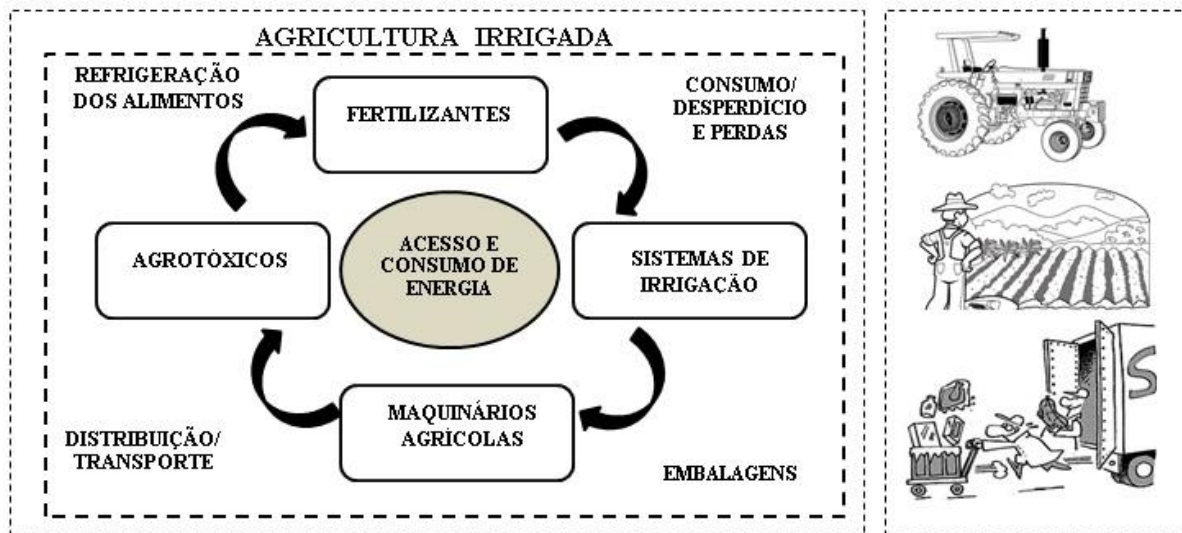 AGRICULTURA IRRIGADA
REFRIGERAÇÃO
DOS ALIMENTOS
FERTILIZANTES
CONSUMO/
DESPERDÍCIO
E PERDAS
AGROTÓXICOS
ACESSO E
CONSUMO DE
ENERGIA
SISTEMAS DE
IRRIGAÇÃO
MAQUINÁRIOS
AGRÍCOLAS
DISTRIBUIÇÃO/
TRANSPORTE
EMBALAGENS
S